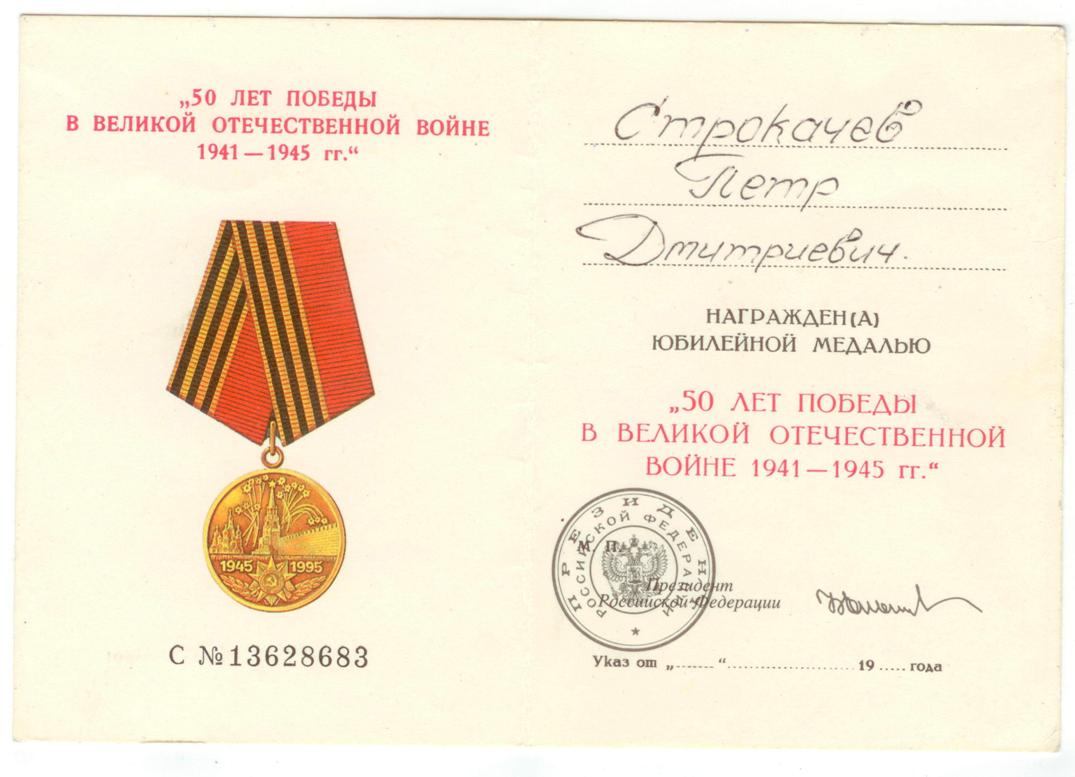 „50 ЛЕТ ПОБЕДЫ
В ВЕЛИКОЙ ОТЕЧЕСТВЕННОЙ ВОЙНЕ
1941—1945 гг.“
1945 1995
С №13628683
Строкачев
Петр
Дмитриевич.
НАГРАЖДЕН(А)
ЮБИЛЕЙНОЙ МЕДАЛЬЮ
„50 ЛЕТ ПОБЕДЫ
В ВЕЛИКОЙ ОТЕЧЕСТВЕННОЙ
ВОЙНЕ 1941—1945 гг.“
ПРЕЗИДЕНТ
РОССИЙСКОЙ ФЕДЕРАЦИИ
М. П.
Президент
Российской Федерации
Указ от „.......“........................... 19 ..... года